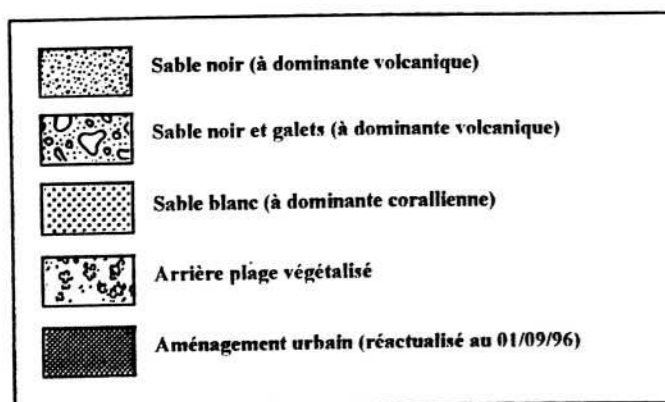 Sable noir (à dominante volcanique)
Sable noir et galets (à dominante volcanique)
Sable blanc (à dominante corallienne)
Arrière plage végétalisé
Aménagement urbain (réactualisé au 01/09/96)